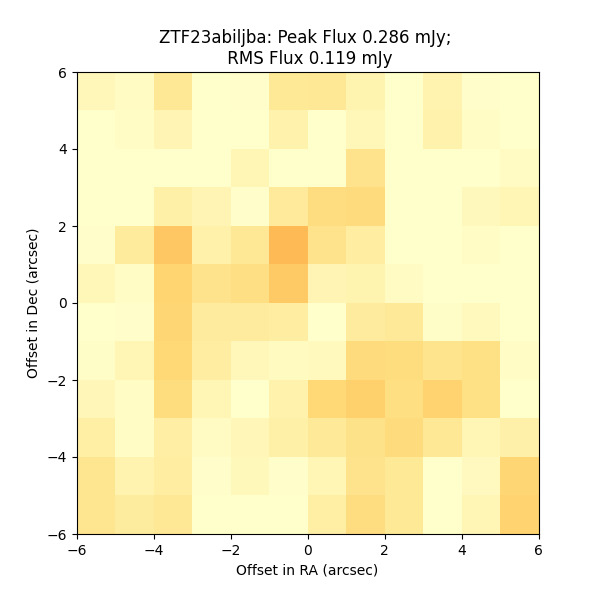 ZTF23abiljba: Peak Flux 0.286 mJy;
RMS Flux 0.119 mJy
6
4
2
0
−2
−4
−6
Offset in Dec (arcsec)
−6 −4 −2 0 2 4 6
Offset in RA (arcsec)